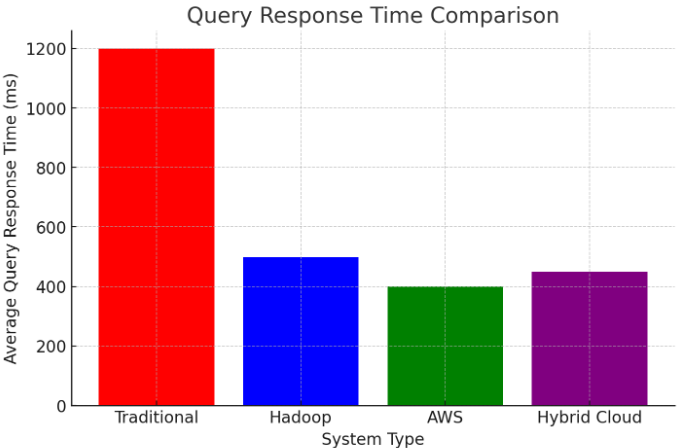 Query Response Time Comparison
Average Query Response Time (ms)
1200
1000
800
600
400
200
0
Traditional
Hadoop
AWS
Hybrid Cloud
System Type